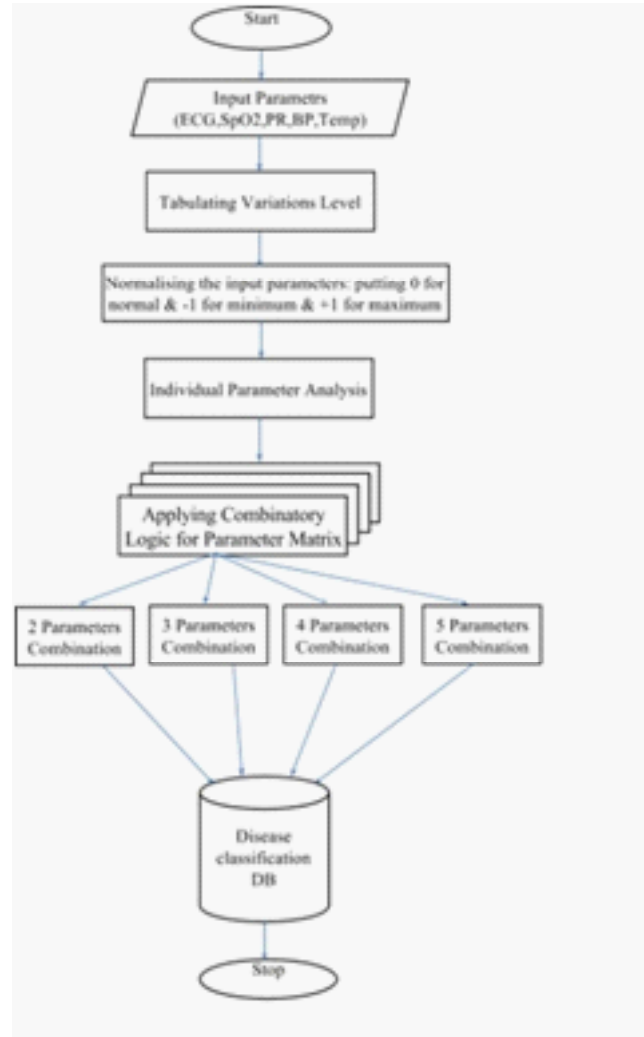 Start
Input Parametrs
(ECG,SpO2,PR,BP,Temp)
Tabulating Variations Level
Normalising the input parameters: putting 0 for
normal & -1 for minimum & +1 for maximum
Individual Parameter Analysis
Applying Combinatory
Logic for Parameter Matrix
2 Parameters
Combination
3 Parameters
Combination
4 Parameters
Combination
5 Parameters
Combination
Disease
classification
DB
Stop